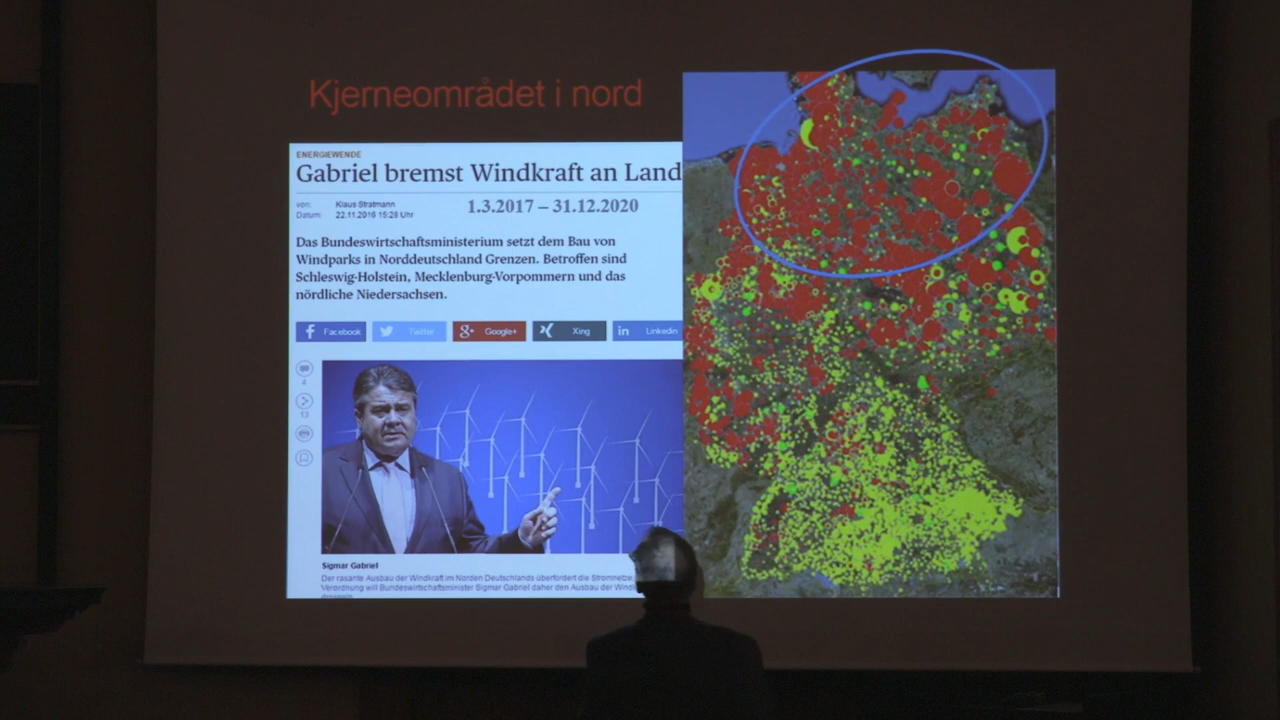 Kjerneområdet i nord
ENERGIEWENDE
Gabriel bremst Windkraft an Land
von: Klaus Stratmann
Datum: 22.11.2016 15:28 Uhr
1.3.2017 – 31.12.2020
Das Bundeswirtschaftsministerium setzt dem Bau von
Windparks in Norddeutschland Grenzen. Betroffen sind
Schleswig-Holstein, Mecklenburg-Vorpommern und das
nördliche Niedersachsen.
Facebook
Twitter
Google+
Xing
Linkedin
4
13
Sigmar Gabriel
Der rasante Ausbau der Windkraft im Norden Deutschlands überfordert die Stromnetze.
Verordnung will Bundeswirtschaftsminister Sigmar Gabriel daher den Ausbau der